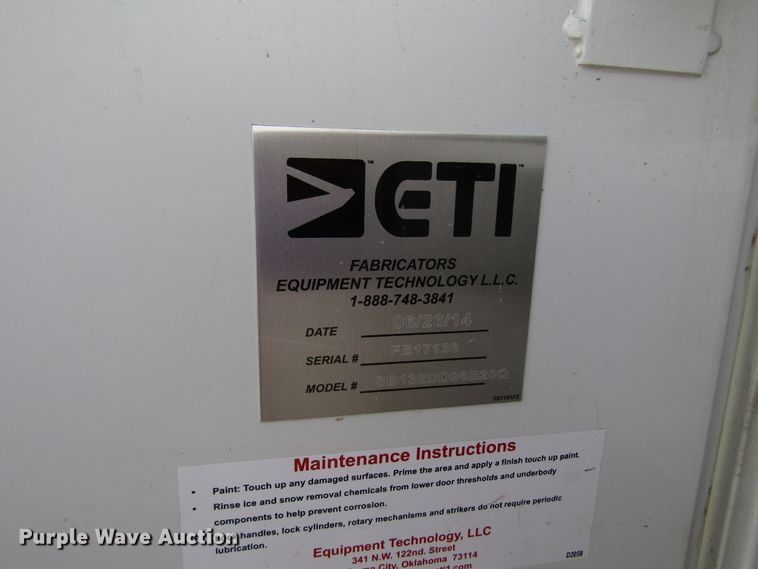 ™ ETI ™
FABRICATORS
EQUIPMENT TECHNOLOGY L.L.C.
1-888-748-3841
DATE 06/26/14
SERIAL # FB17136
MODEL #
Maintenance Instructions
• Paint: Touch up any damaged surfaces. Prime the area and apply a finish touch up paint.
• Rinse ice and snow removal chemicals from lower door thresholds and underbody
components to help prevent corrosion.
handles, lock cylinders, rotary mechanisms and strikers do not require periodic
lubrication.
Equipment Technology, LLC
341 N.W. 122nd. Street
City, Oklahoma 73114
D2058
Purple Wave Auction